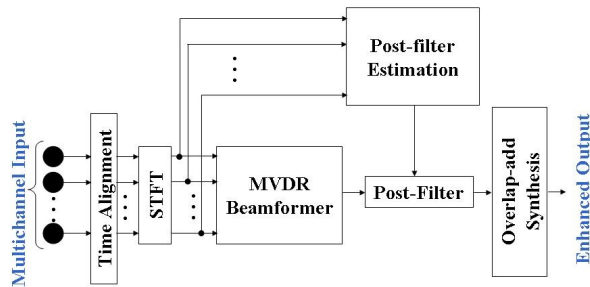 Multichannel Input
Time Alignment
STFT
MVDR
Beamformer
Post-filter
Estimation
Post-Filter
Overlap-add
Synthesis
Enhanced Output